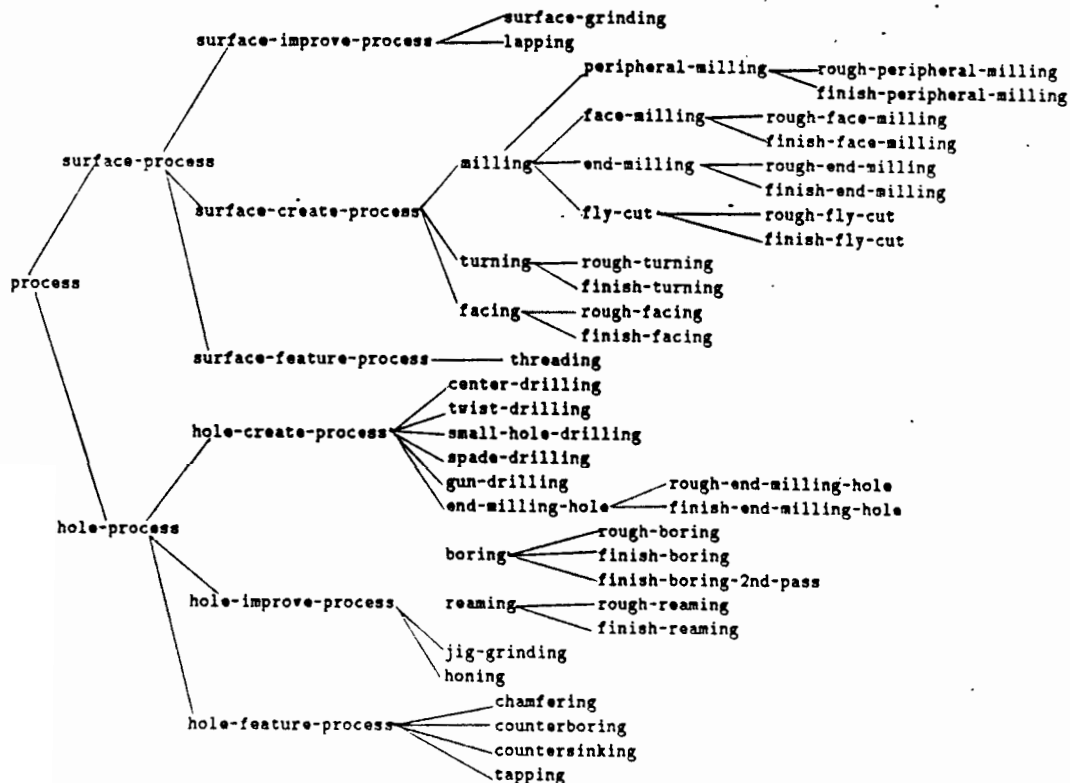 surface-grinding
surface-improve-process
lapping
peripheral-milling
rough-peripheral-milling
finish-peripheral-milling
face-milling
rough-face-milling
finish-face-milling
surface-process
milling
end-milling
rough-end-milling
finish-end-milling
surface-create-process
fly-cut
rough-fly-cut
finish-fly-cut
turning
rough-turning
finish-turning
process
facing
rough-facing
finish-facing
surface-feature-process
threading
center-drilling
twist-drilling
hole-create-process
small-hole-drilling
spade-drilling
gun-drilling
end-milling-hole
rough-end-milling-hole
finish-end-milling-hole
hole-process
rough-boring
boring
finish-boring
finish-boring-2nd-pass
hole-improve-process
reaming
rough-reaming
finish-reaming
jig-grinding
honing
chamfering
hole-feature-process
counterboring
countersinking
tapping